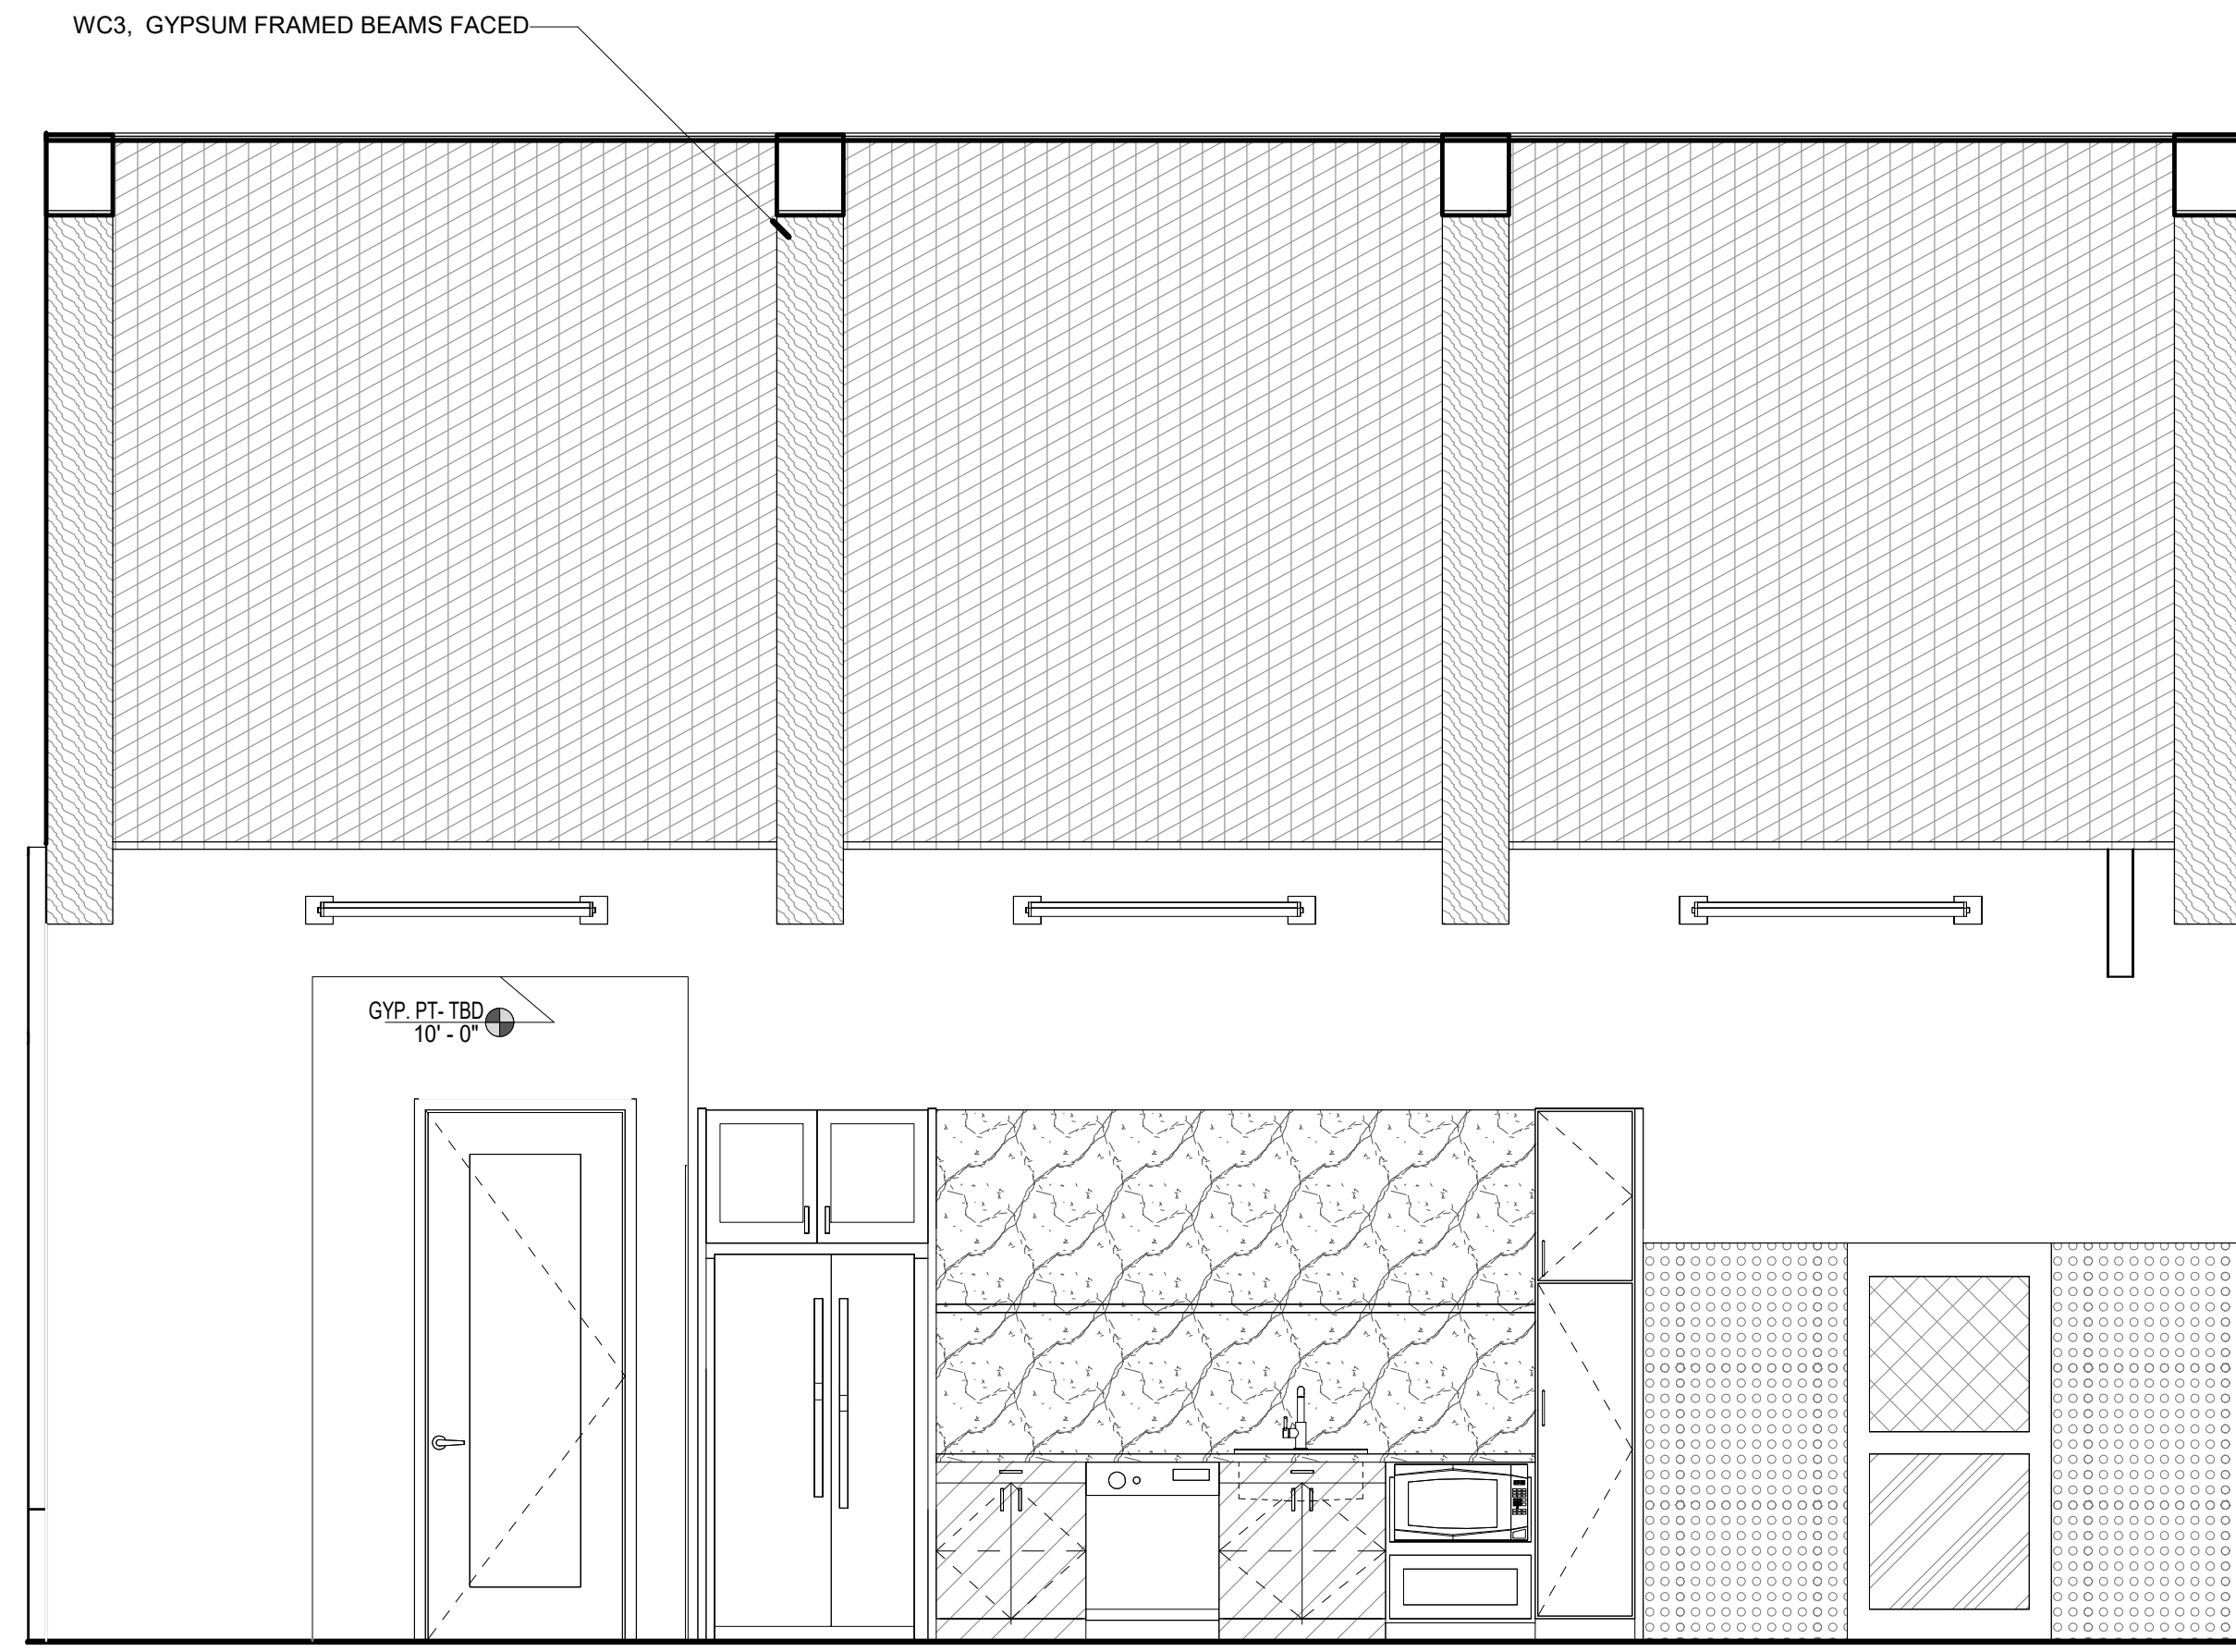 WC3, GYPSUM FRAMED BEAMS FACED
GYP. PT- TBD
10' - 0"